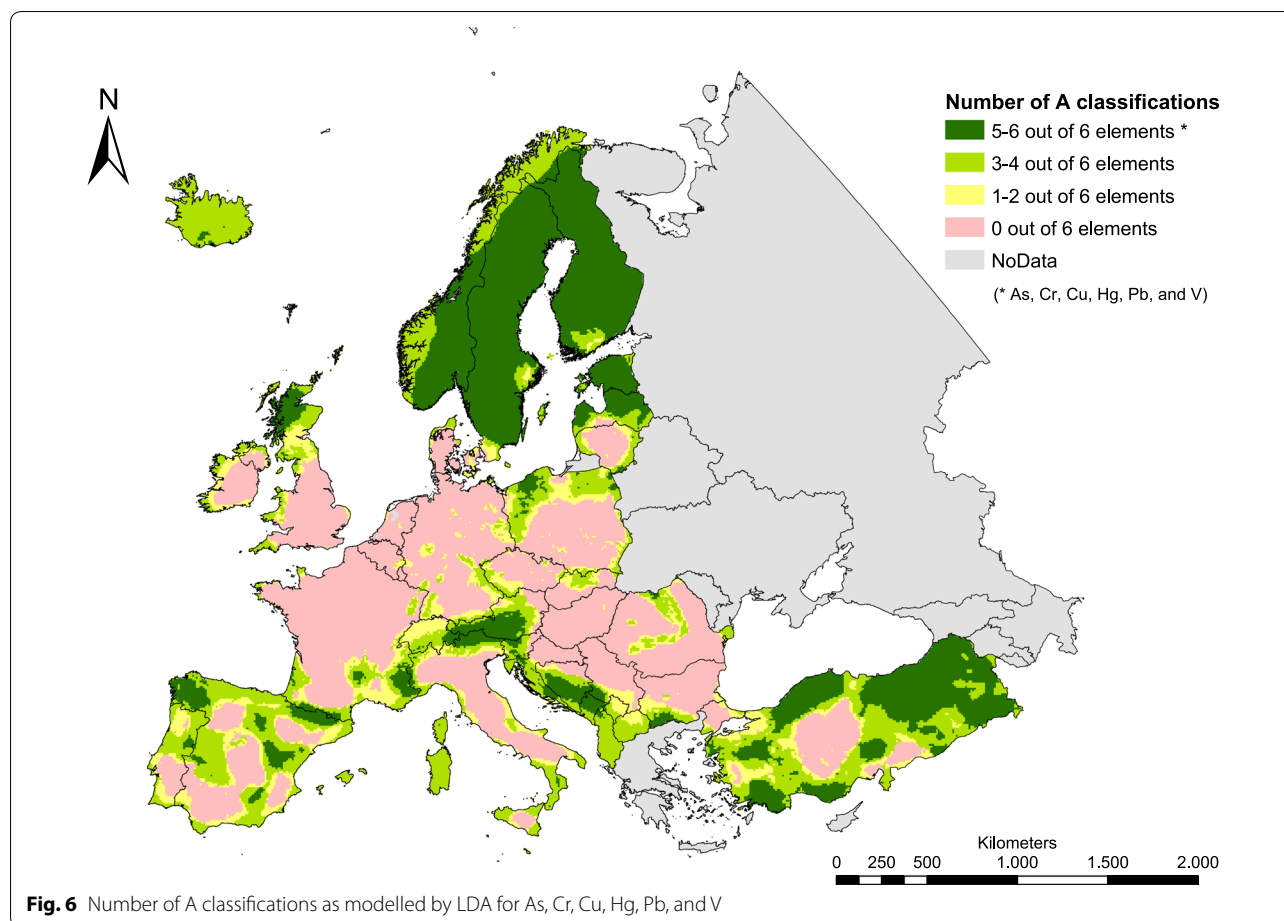 N
Number of A classifications
5-6 out of 6 elements *
3-4 out of 6 elements
1-2 out of 6 elements
0 out of 6 elements
NoData
(* As, Cr, Cu, Hg, Pb, and V)
Kilometers
0 250 500 1.000 1.500 2.000
Fig. 6 Number of A classifications as modelled by LDA for As, Cr, Cu, Hg, Pb, and V